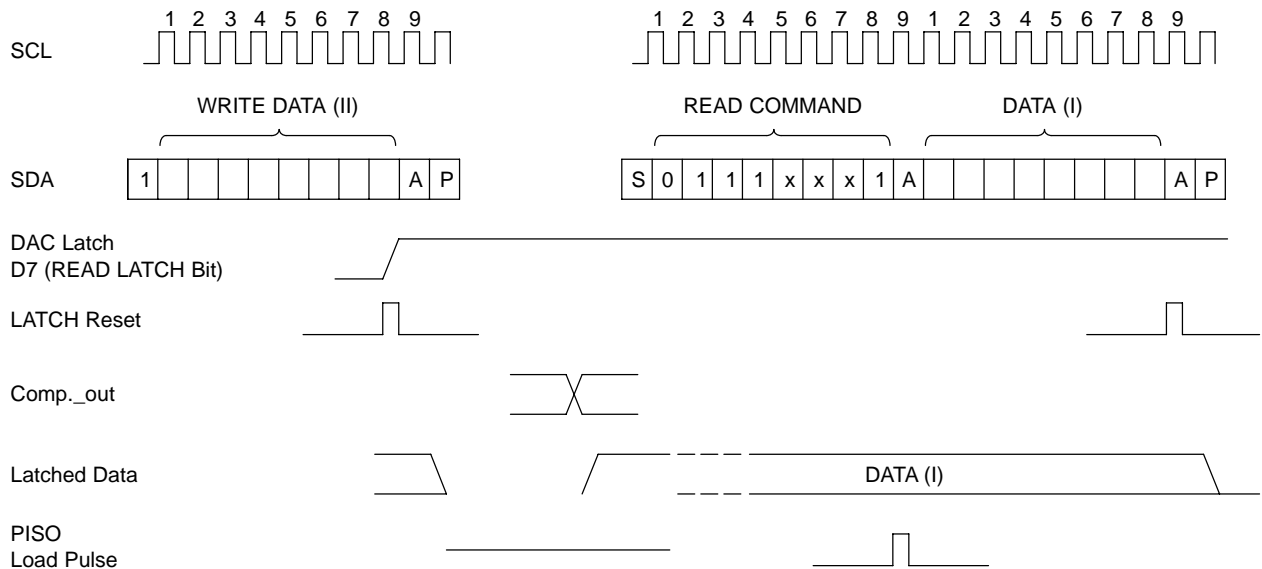 1 2 3 4 5 6 7 8 9 1 2 3 4 5 6 7 8 9 1 2 3 4 5 6 7 8 9
SCL
WRITE DATA (II) READ COMMAND DATA (I)
SDA 1 A P S 0 1 1 1 x x x 1 A A P
DAC Latch
D7 (READ LATCH Bit)
LATCH Reset
Comp._out
Latched Data DATA (I)
PISO
Load Pulse